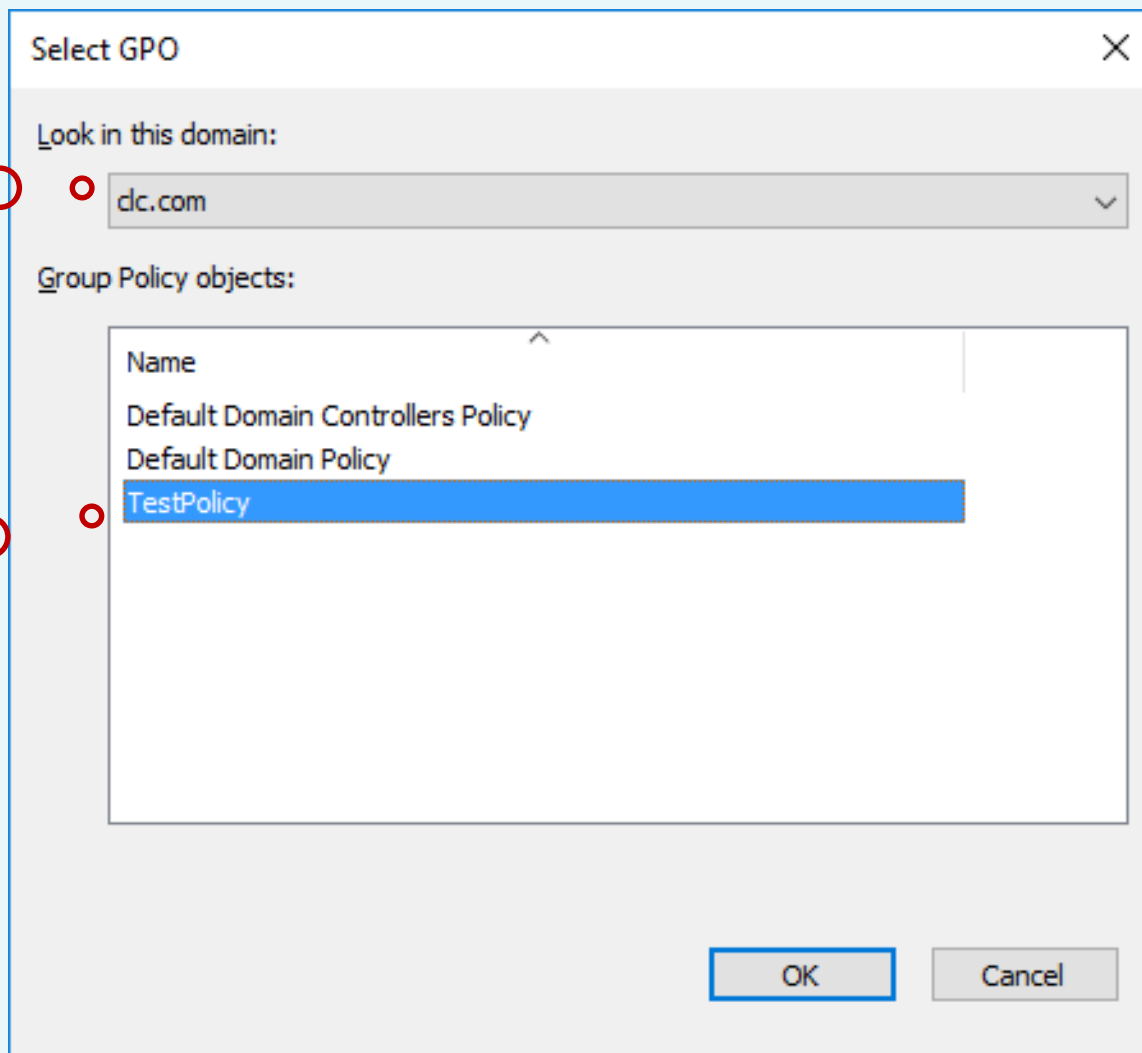 Select GPO
Look in this domain:
clc.com
Group Policy objects:
Name
Default Domain Controllers Policy
Default Domain Policy
TestPolicy
OK
Cancel